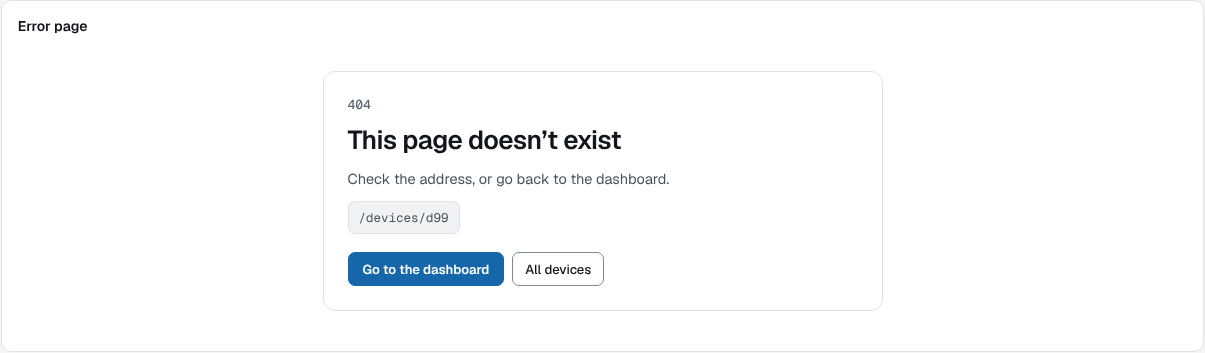 Error page
404
This page doesn’t exist
Check the address, or go back to the dashboard.
/devices/d99
Go to the dashboard
All devices